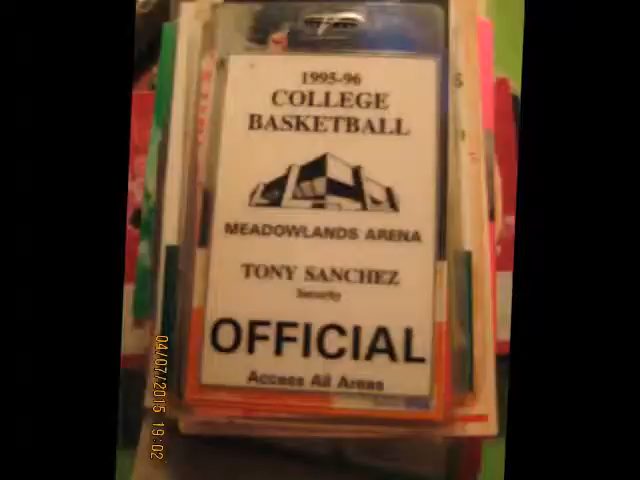 1995-96
COLLEGE
BASKETBALL
MEADOWLANDS ARENA
TONY SANCHEZ
Security
OFFICIAL
Access All Areas
04/07/2015 19:02